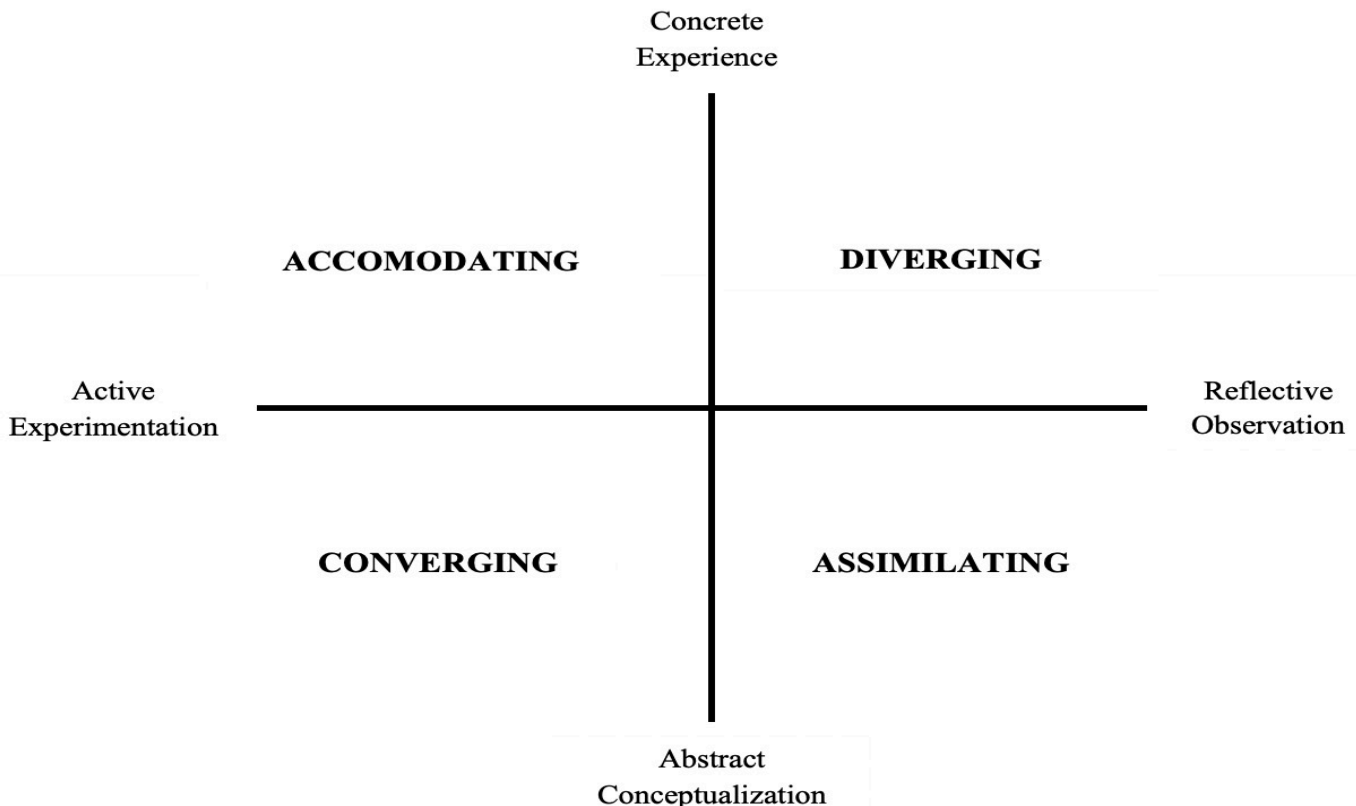 Concrete
Experience
ACCOMODATING
DIVERGING
Active
Experimentation
Reflective
Observation
CONVERGING
ASSIMILATING
Abstract
Conceptualization